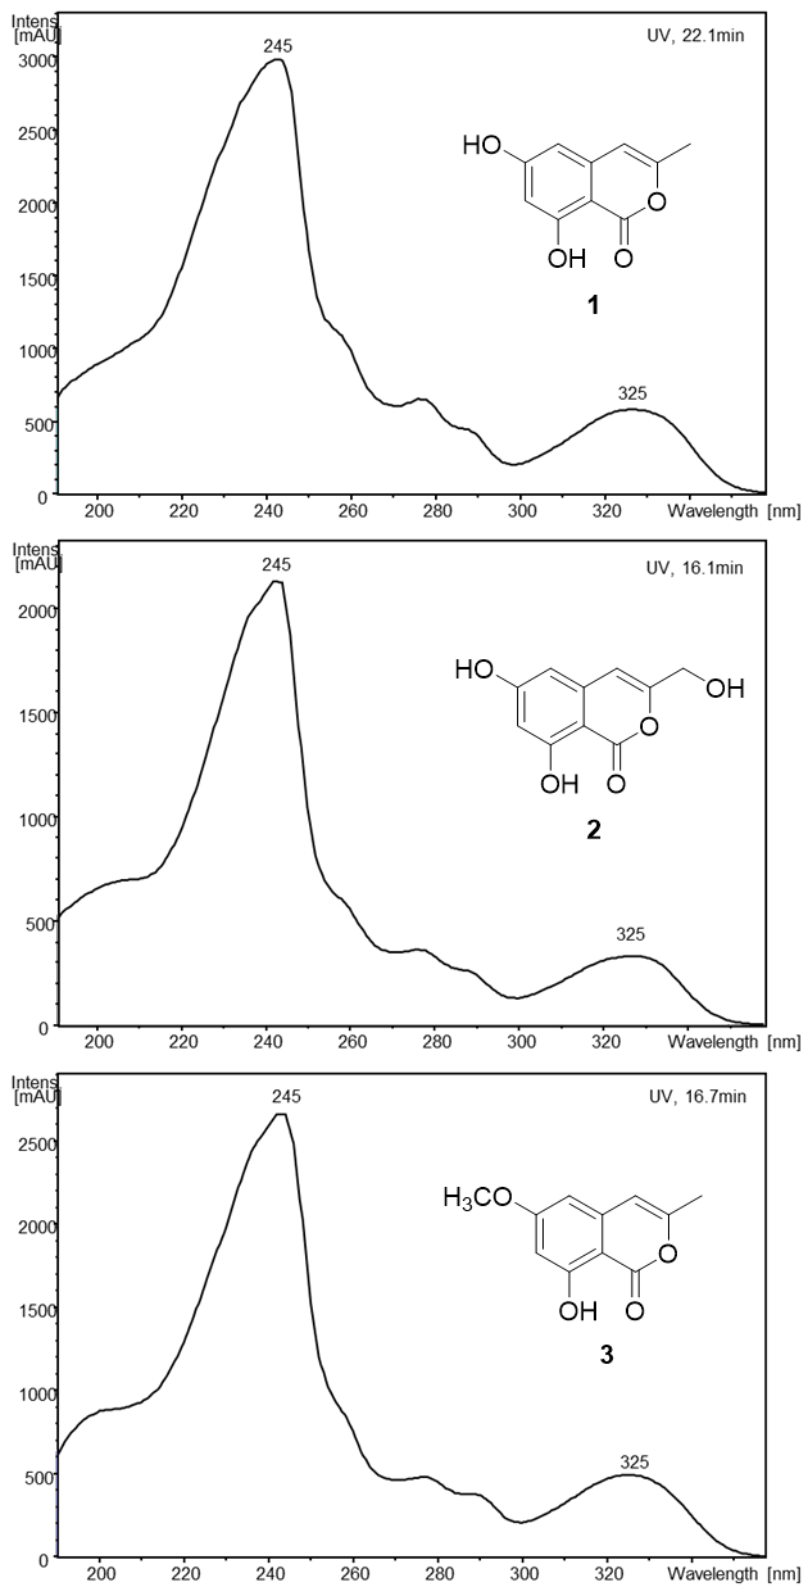 Intens
[mAU]
UV, 22.1min
245
3000
2500
2000
1500
1000
500
0
HO
O
OH
O
1
325
200
220
240
260
280
300
320
Wavelength [nm]
Intens
[mAU]
UV, 16.1min
245
2000
1500
1000
500
0
HO
OH
O
OH
O
2
325
200
220
240
260
280
300
320
Wavelength [nm]
Intens
[mAU]
UV, 16.7min
245
2500
2000
1500
1000
500
0
H3CO
O
OH
O
3
325
200
220
240
260
280
300
320
Wavelength [nm]